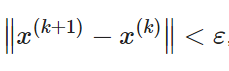 ‖x^(k+1) − x^(k)‖ < ε,